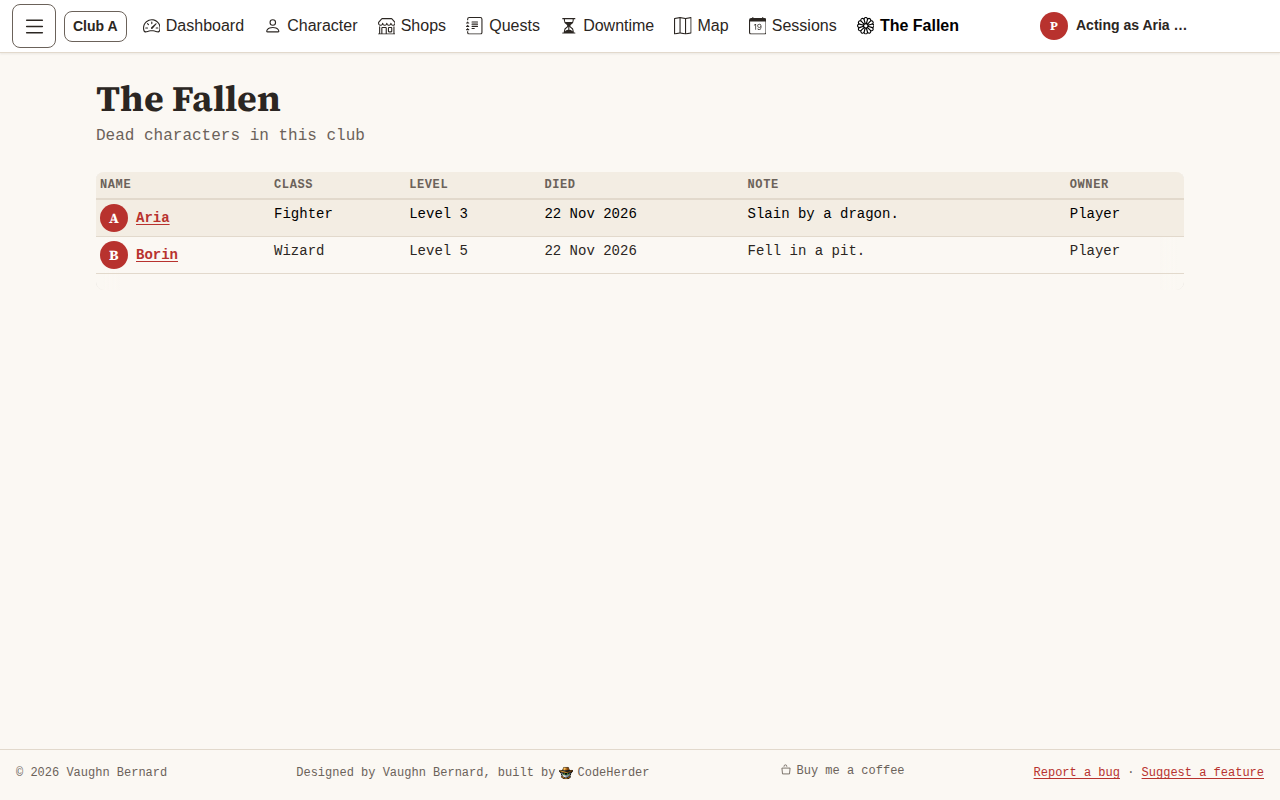 Club A Dashboard Character Shops Quests Downtime Map 19 Sessions The Fallen P Acting as Aria ...
The Fallen
Dead characters in this club
NAME CLASS LEVEL DIED NOTE OWNER
A Aria Fighter Level 3 22 Nov 2026 Slain by a dragon. Player
B Borin Wizard Level 5 22 Nov 2026 Fell in a pit. Player
© 2026 Vaughn Bernard Designed by Vaughn Bernard, built by CodeHerder Buy me a coffee Report a bug · Suggest a feature